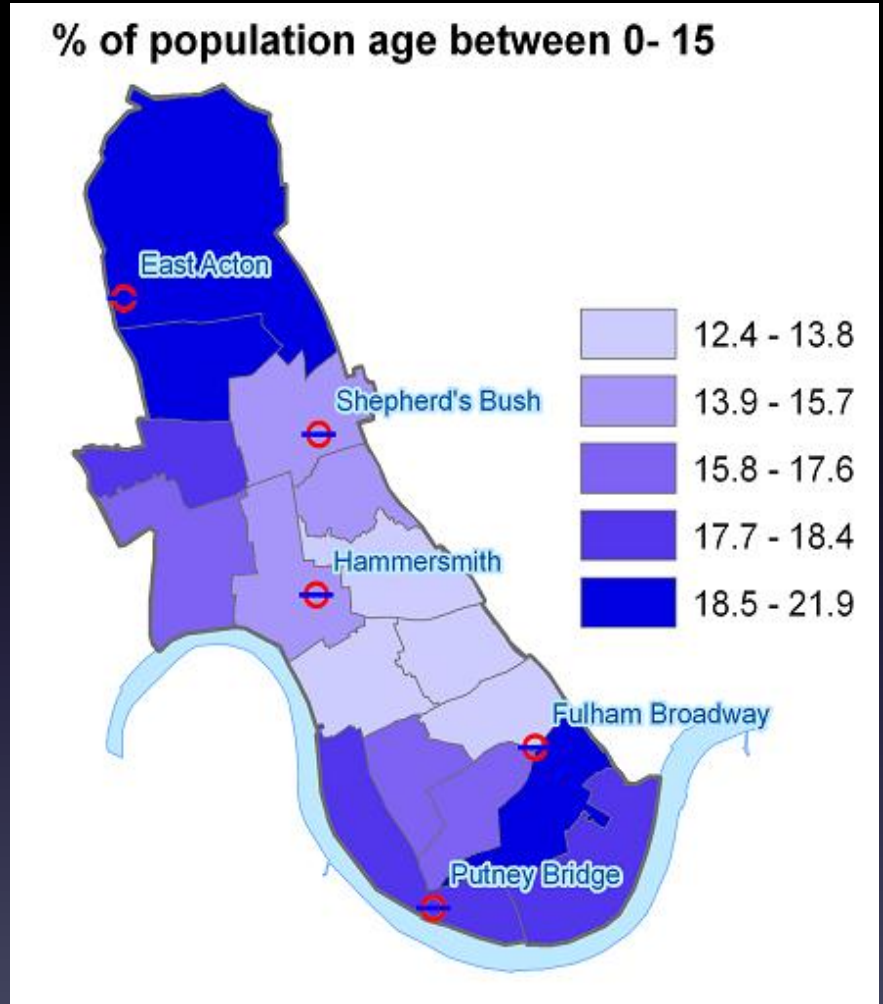 % of population age between 0- 15
East Acton
Shepherd's Bush
Hammersmith
Fulham Broadway
Putney Bridge
12.4 - 13.8
13.9 - 15.7
15.8 - 17.6
17.7 - 18.4
18.5 - 21.9